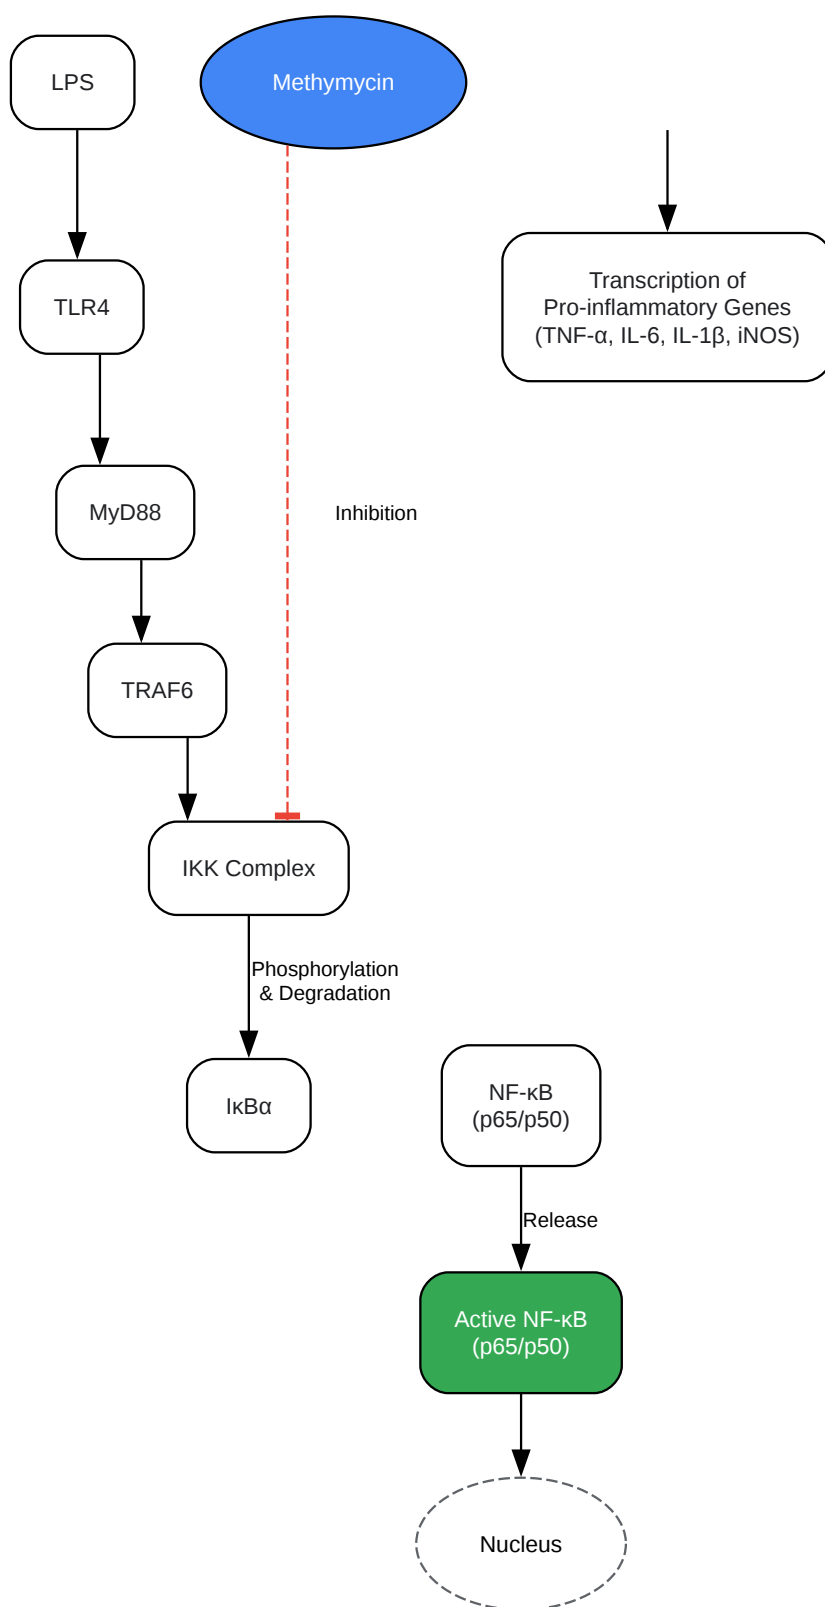 LPS
Methymycin
Transcription of
Pro-inflammatory Genes
(TNF-α, IL-6, IL-1β, iNOS)
TLR4
MyD88
Inhibition
TRAF6
IKK Complex
Phosphorylation
& Degradation
IκBα
NF-κB
(p65/p50)
Release
Active NF-κB
(p65/p50)
Nucleus